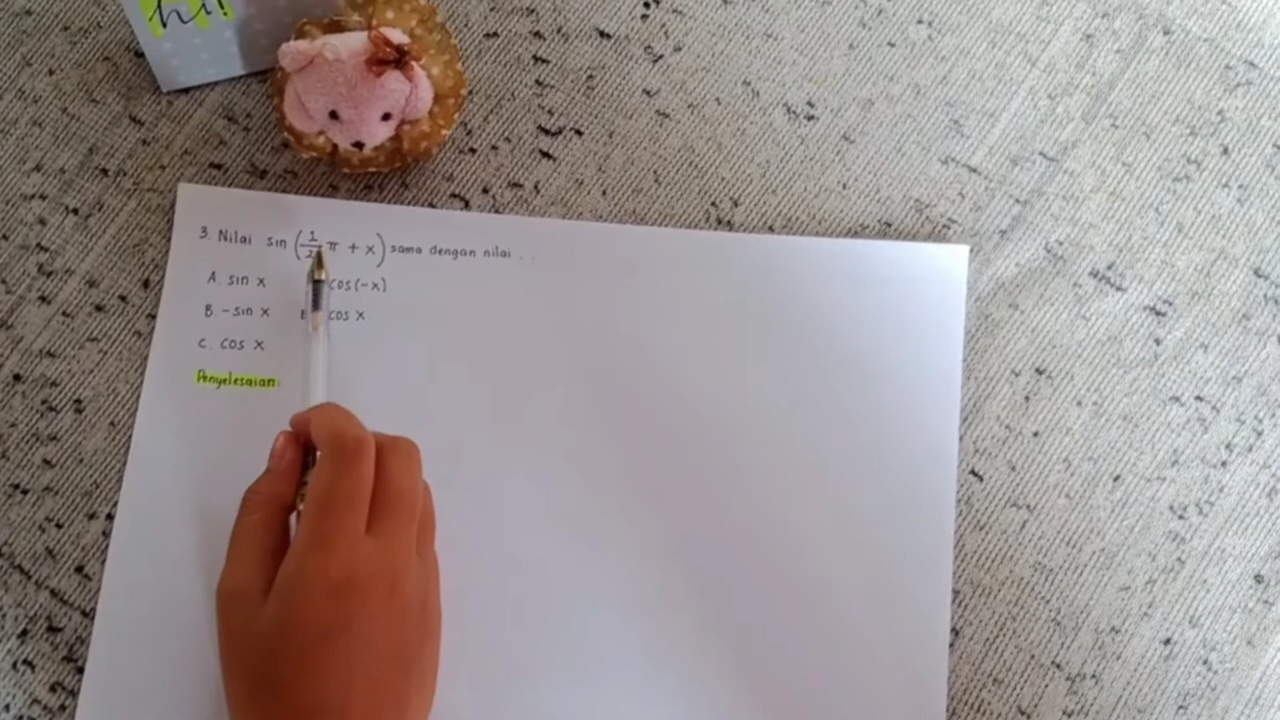 hi!
3. Nilai sin (1/2 π + x) sama dengan nilai . .
A. sin x
cos(-x)
B. -sin x
cos x
C. cos x
Penyelesaian: